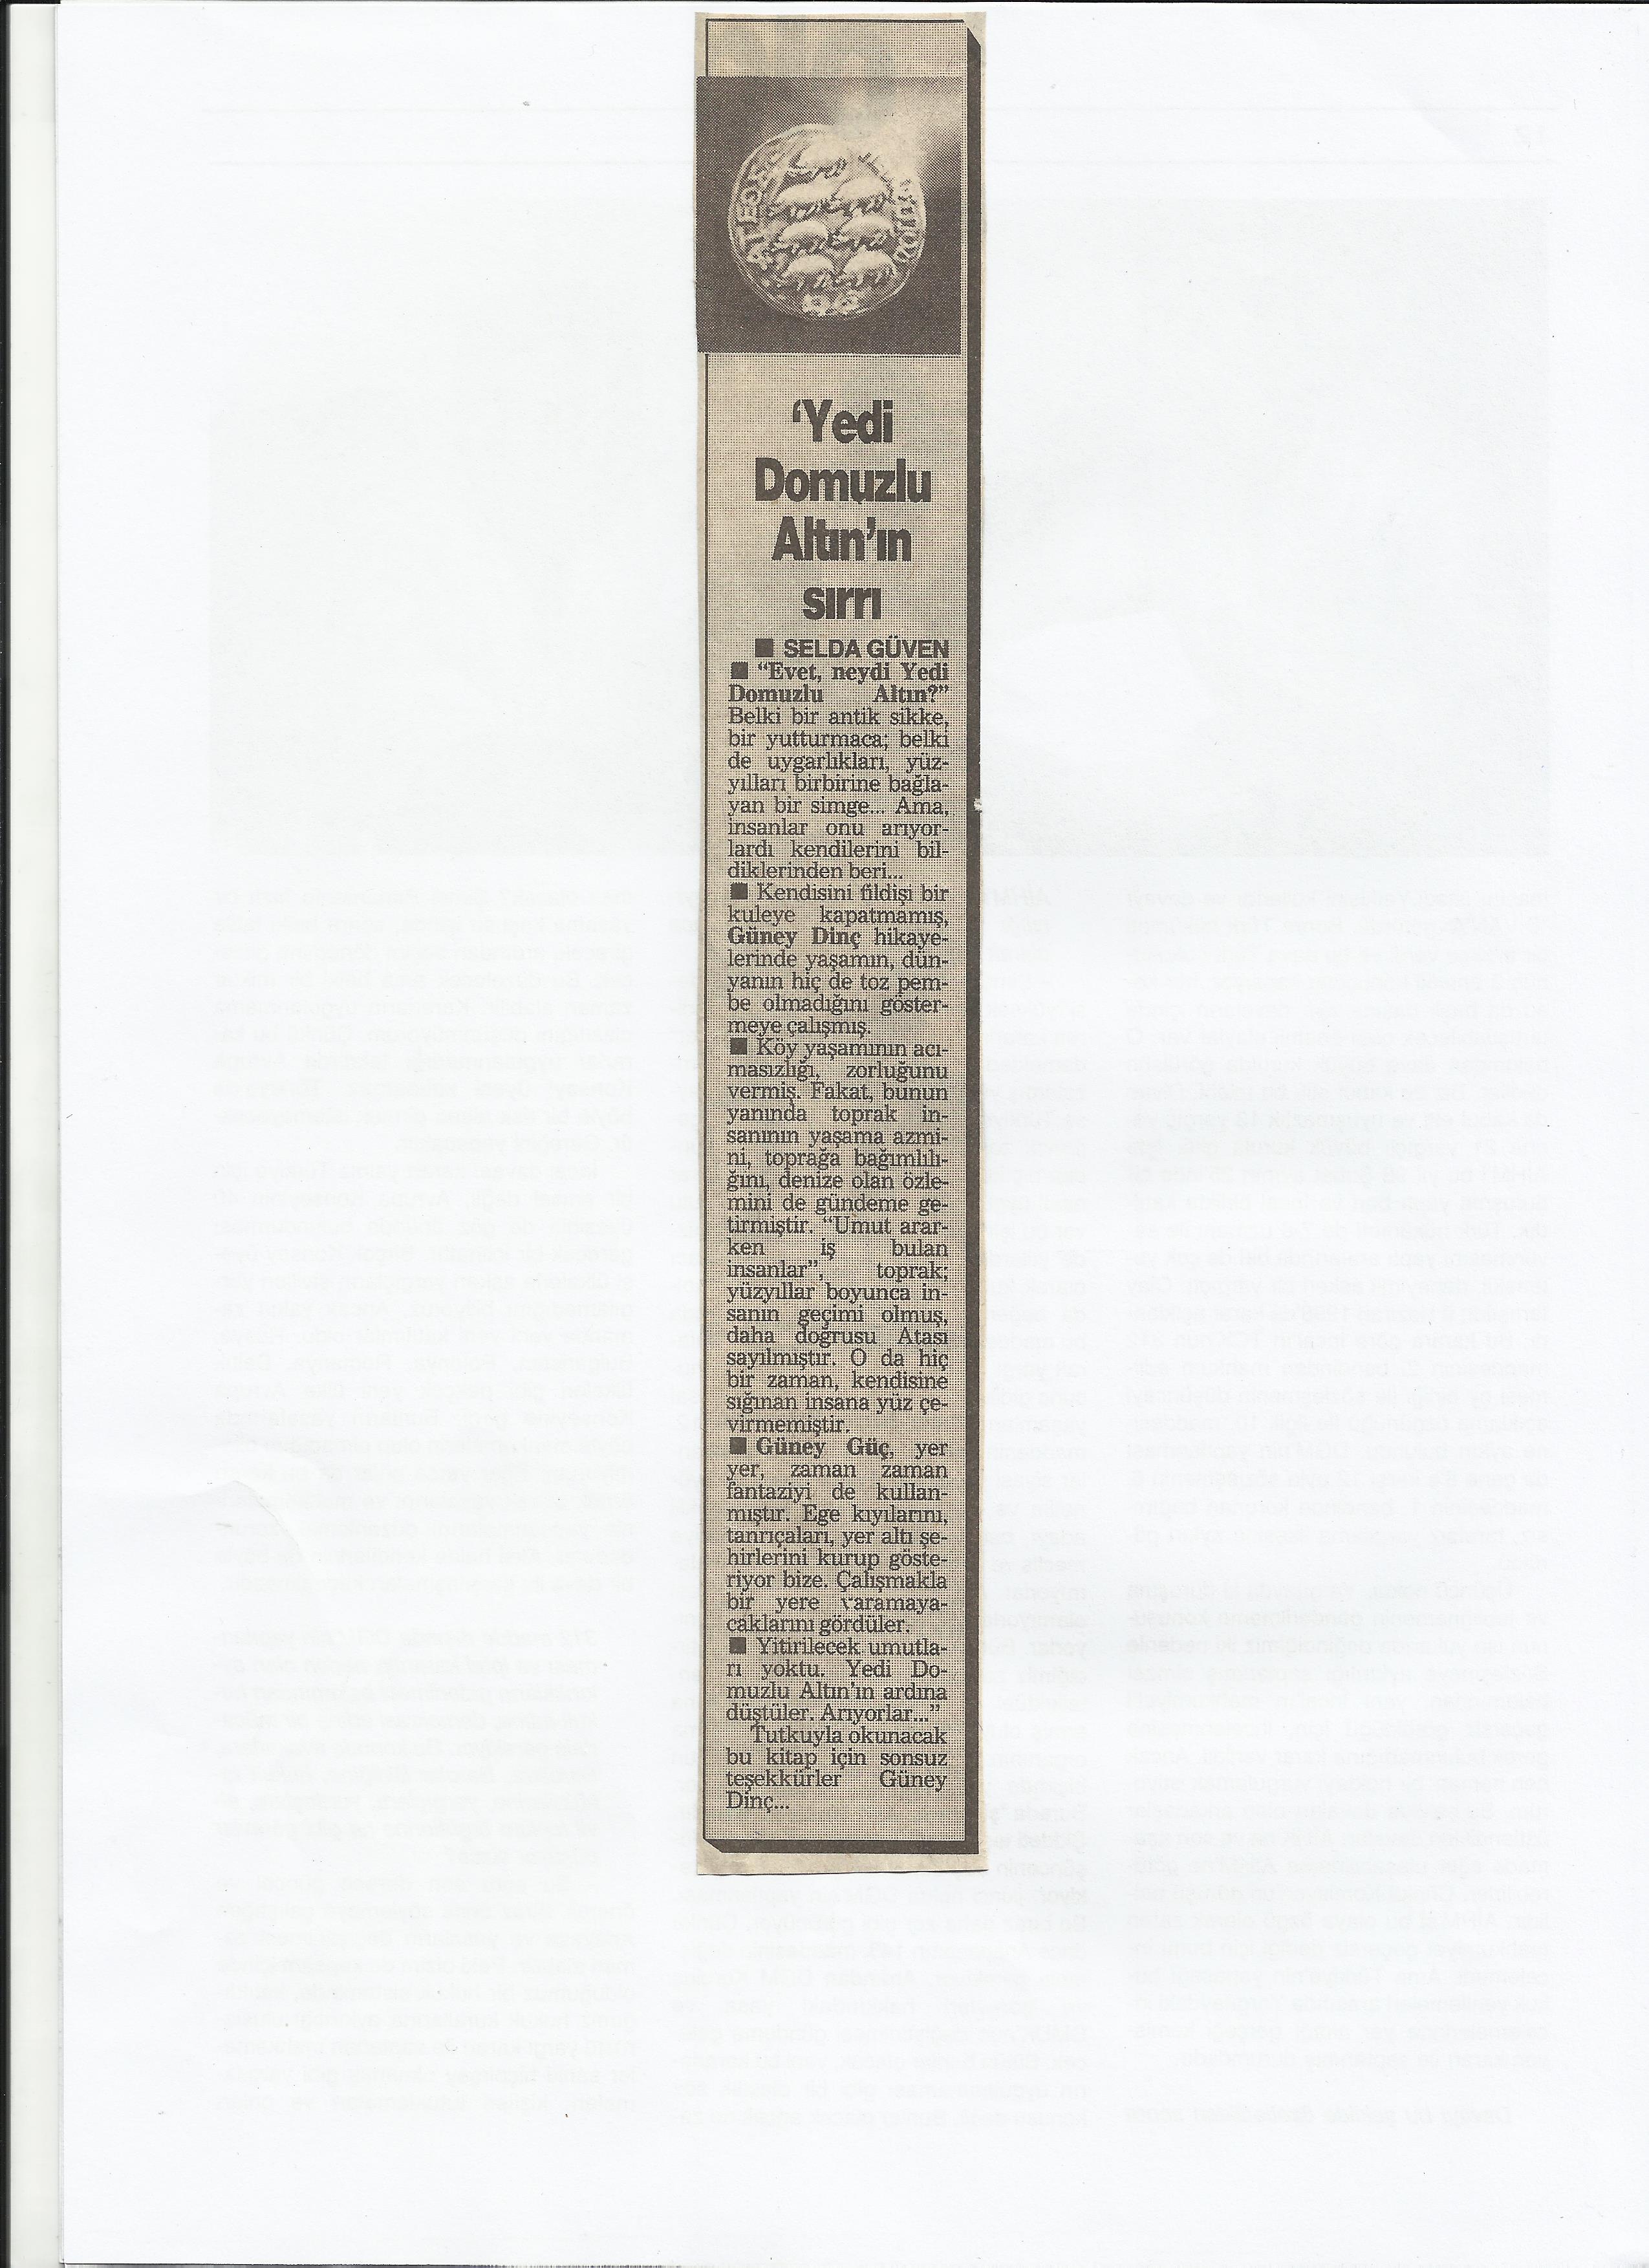 ‘Yedi
Domuzlu
Altın’ın
sırrı
■ SELDA GÜVEN
■ “Evet, neydi Yedi
Domuzlu Altın?”
Belki bir antik sikke,
bir yutturmaca; belki
de uygarlıkları, yüz-
yılları birbirine bağla-
yan bir simge... Ama,
insanlar onu arıyor-
lardı kendilerini bil-
diklerinden beri...
■ Kendisini fildişi bir
kuleye kapatmamış,
Güney Dinç hikaye-
lerinde yaşamın, dün-
yanın hiç de toz pem-
be olmadığını göster-
meye çalışmış.
■ Köy yaşamının acı-
masızlığı, zorluğunu
vermiş. Fakat, bunun
yanında toprak in-
sanının yaşama azmi-
ni, toprağa bağımlılı-
ğını, denize olan özle-
mini de gündeme ge-
tirmiştir. “Umut arar-
ken iş bulan
insanlar”, toprak;
yüzyıllar boyunca in-
sanın geçimi olmuş,
daha doğrusu Atası
sayılmıştır. O da hiç
bir zaman, kendisine
sığınan insana yüz çe-
virmemiştir.
■ Güney Güç, yer
yer, zaman zaman
fantaziyi de kullan-
mıştır. Ege kıyılarını,
tanrıçaları, yer altı şe-
hirlerini kurup göste-
riyor bize. Çalışmakla
bir yere varamaya-
caklarını gördüler.
■ Yitirilecek umutla-
rı yoktu. Yedi Do-
muzlu Altın’ın ardına
düştüler. Arıyorlar...”
Tutkuyla okunacak
bu kitap için sonsuz
teşekkürler Güney
Dinç...